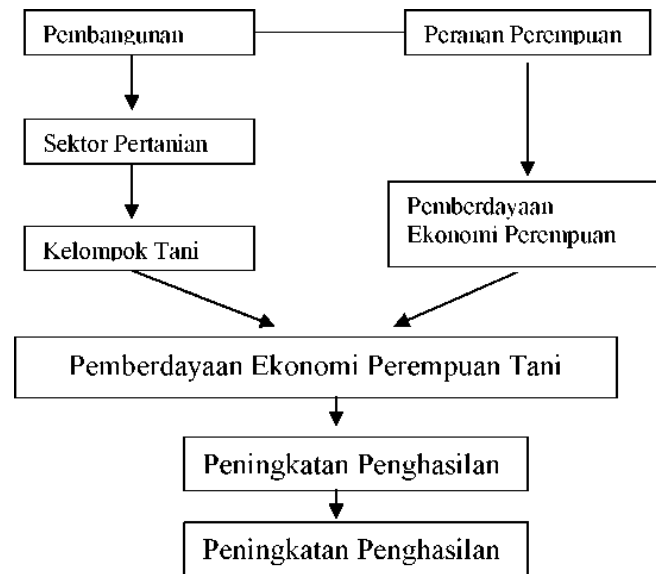 Pembangunan
Peranan Perempuan
Sektor Pertanian
Pemberdayaan
Ekonomi Perempuan
Kelompok Tani
Pemberdayaan Ekonomi Perempuan Tani
Peningkatan Penghasilan
Peningkatan Penghasilan